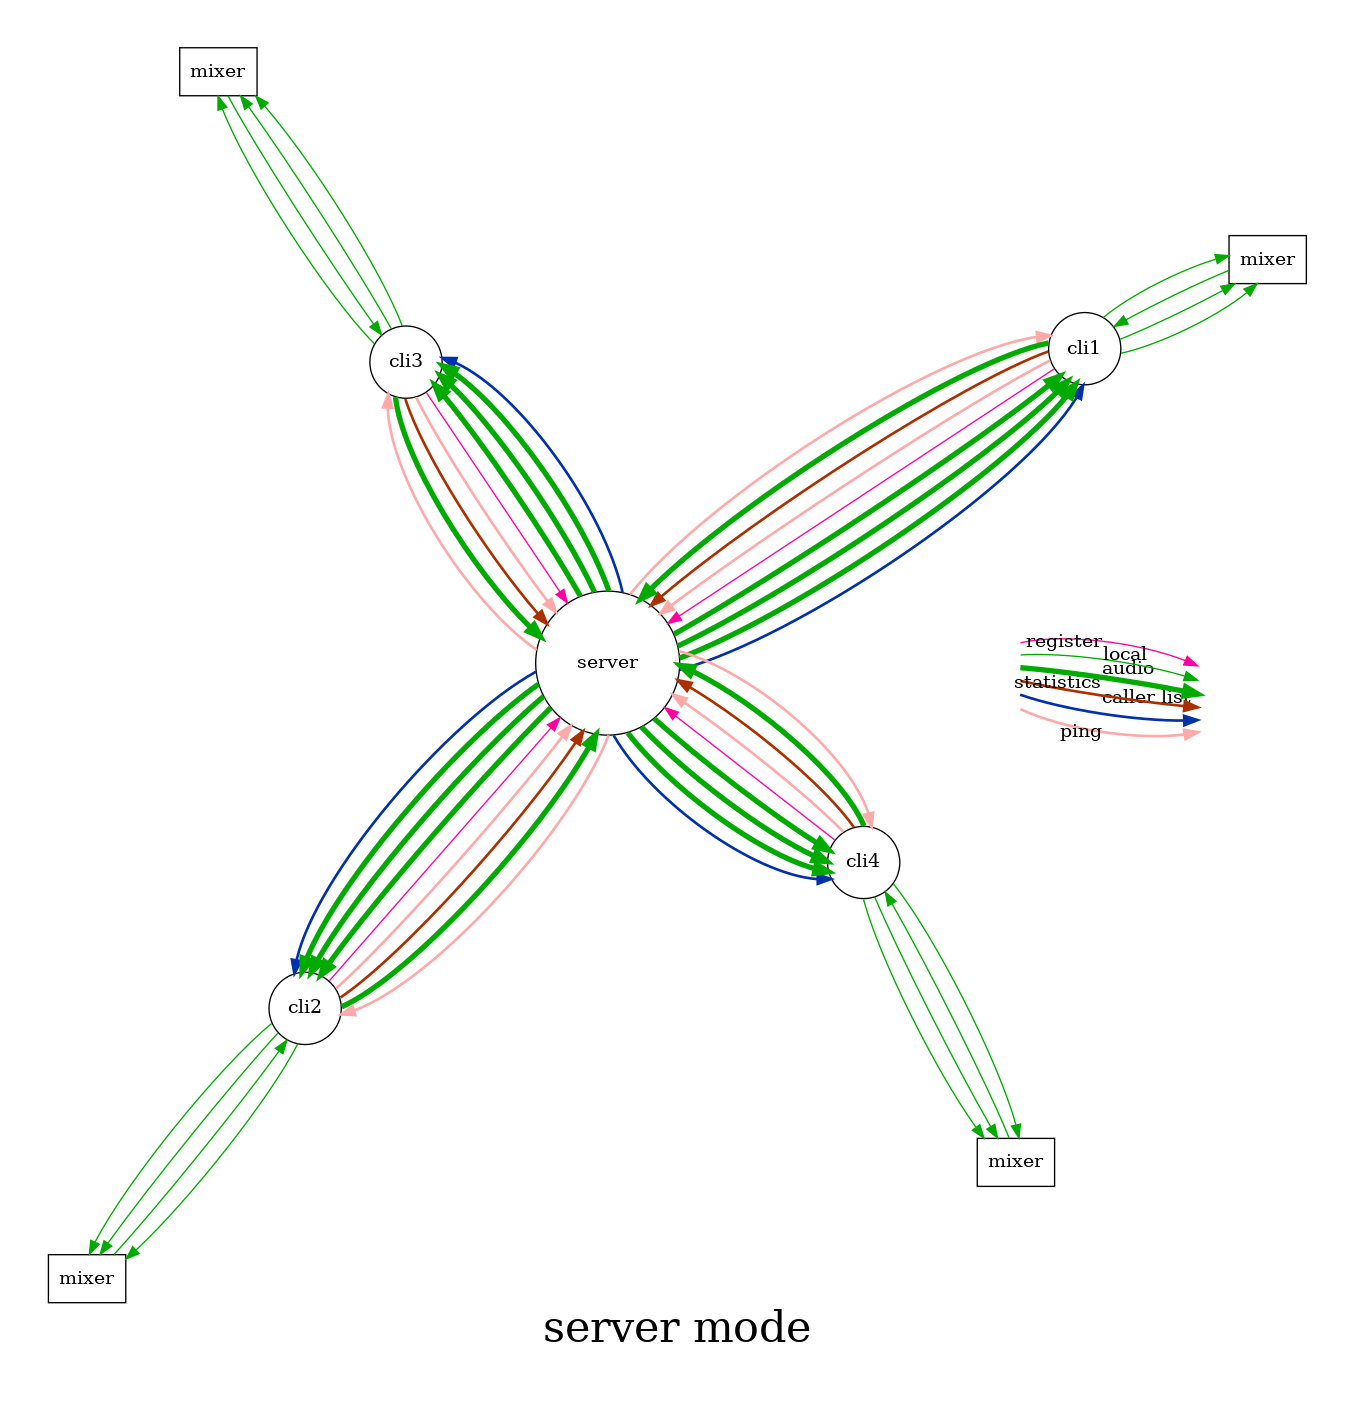 mixer
mixer
cli1
cli3
register
local
server
audio
statistics
caller list
ping
cli4
cli2
mixer
mixer
server mode